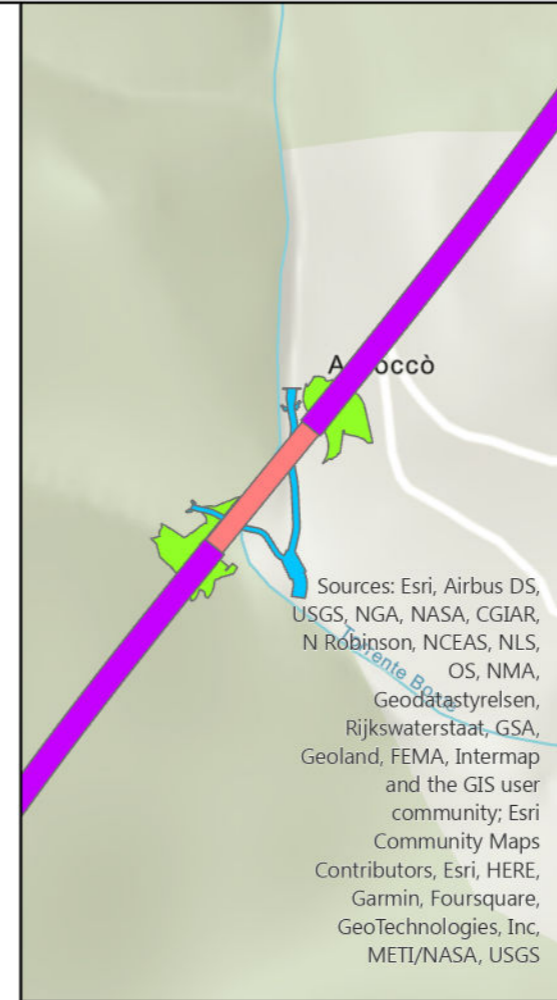 Sources: Esri, Airbus DS,
USGS, NGA, NASA, CGIAR,
N Robinson, NCEAS, NLS,
OS, NMA,
Torrente
Geodatastyrelsen,
Rijkswaterstaat, GSA,
Geoland, FEMA, Intermap
and the GIS user
community; Esri
Community Maps
Contributors, Esri, HERE,
Garmin, Foursquare,
GeoTechnologies, Inc,
METI/NASA, USGS